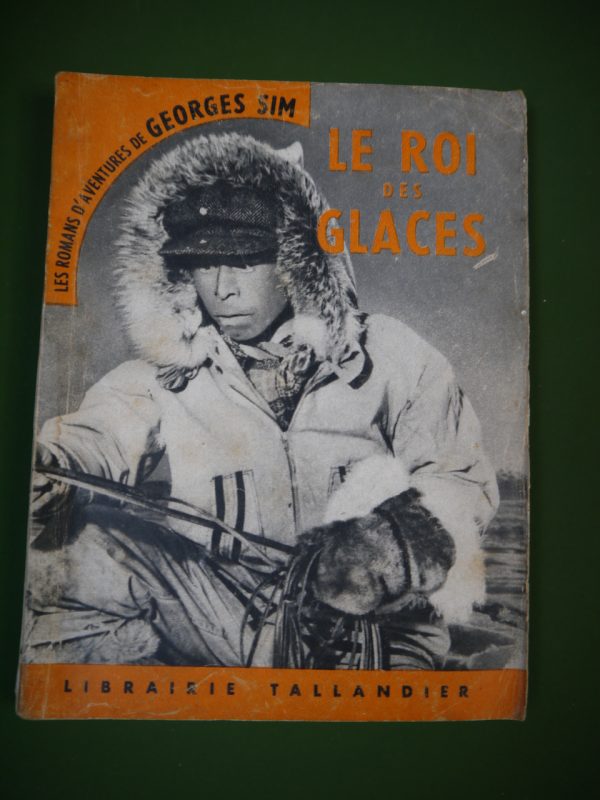 LES ROMANS D'AVENTURES DE GEORGES SIM
LE ROI
DES
GLACES
LIBRAIRIE TALLANDIER